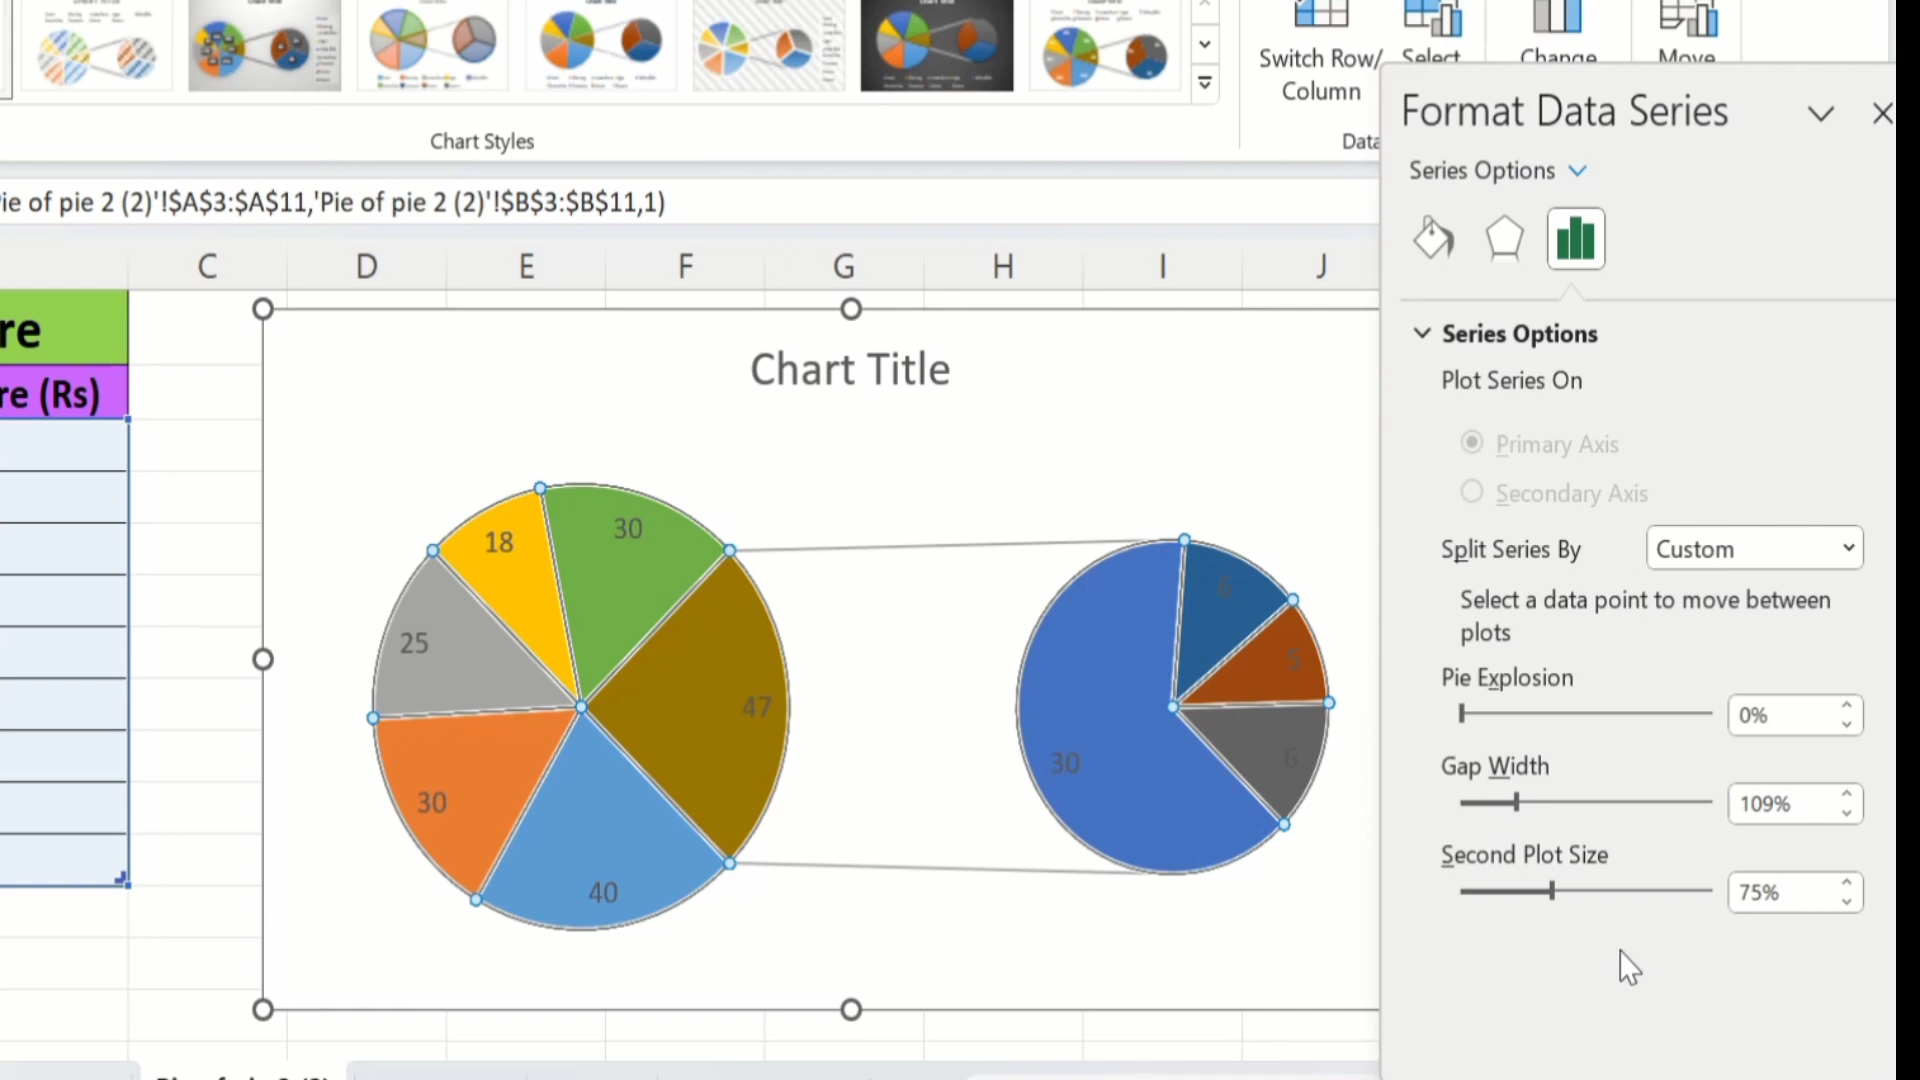 Switch Row/
Column
Select
Change
Move
Chart Styles
Data
ie of pie 2 (2)'!$A$3:$A$11,'Pie of pie 2 (2)'!$B$3:$B$11,1)
Format Data Series
Series Options
C D E F G H I J
re
re (Rs)
Chart Title
30
18
25
47
30
40
6
5
6
30
Series Options
Plot Series On
Primary Axis
Secondary Axis
Split Series By Custom
Select a data point to move between
plots
Pie Explosion
0%
Gap Width
109%
Second Plot Size
75%